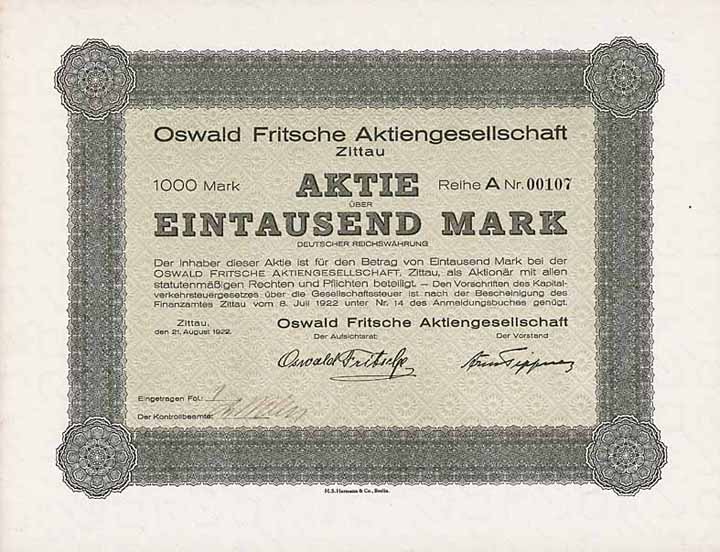 Oswald Fritsche Aktiengesellschaft
Zittau
1000 Mark AKTIE Reihe A Nr. 00107
ÜBER
EINTAUSEND MARK
DEUTSCHER REICHSWÄHRUNG
Der Inhaber dieser Aktie ist für den Betrag von Eintausend Mark bei der
OSWALD FRITSCHE AKTIENGESELLSCHAFT, Zittau, als Aktionär mit allen
statutenmäßigen Rechten und Pflichten beteiligt. — Den Vorschriften des Kapital-
verkehrsteuergesetzes über die Gesellschaftssteuer ist nach der Bescheinigung des
Finanzamtes Zittau vom 8. Juli 1922 unter Nr. 14 des Anmeldungsbuches genügt.
Zittau, Oswald Fritsche Aktiengesellschaft
den 21. August 1922.
Der Aufsichtsrat: Der Vorstand
Oswald Fritsche
Eingetragen Fol.: 1
Der Kontrollbeamte:
H. S. Hermann & Co., Berlin.